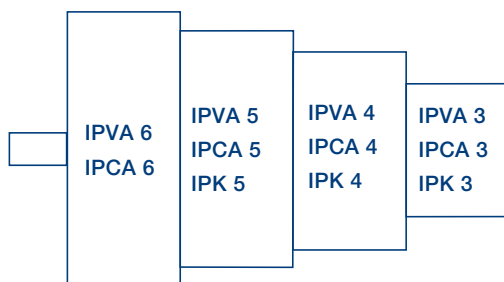 IPVA 6
IPCA 6
IPVA 5
IPCA 5
IPK 5
IPVA 4
IPCA 4
IPK 4
IPVA 3
IPCA 3
IPK 3